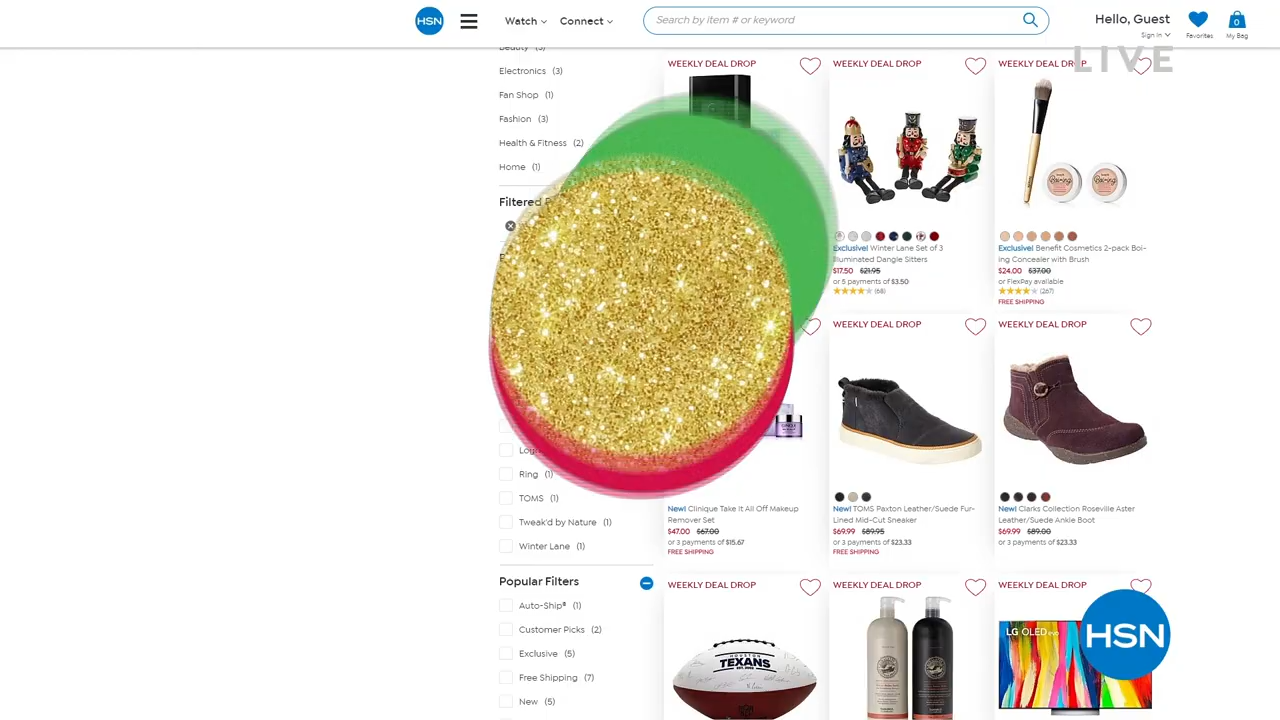 HSN
Watch
Connect
Search by item # or keyword
Hello, Guest
Sign In
Favorites
0
My Bag
LIVE
Beauty (3)
Electronics (3)
Fan Shop (1)
Fashion (3)
Health & Fitness (2)
Home (1)
Filtered
Ring (1)
TOMS (1)
Tweak'd by Nature (1)
Winter Lane (1)
Popular Filters
Auto-Ship® (1)
Customer Picks (2)
Exclusive (5)
Free Shipping (7)
New (5)
WEEKLY DEAL DROP
WEEKLY DEAL DROP
Exclusive! Winter Lane Set of 3
Illuminated Dangle Sitters
$17.50 $21.95
or 5 payments of $3.50
(68)
WEEKLY DEAL DROP
Exclusive! Benefit Cosmetics 2-pack Boi-
ing Concealer with Brush
$24.00 $37.00
or FlexPay available
(267)
FREE SHIPPING
New! Clinique Take It All Off Makeup
Remover Set
$47.00 $67.00
or 3 payments of $15.67
FREE SHIPPING
WEEKLY DEAL DROP
New! TOMS Paxton Leather/Suede Fur-
Lined Mid-Cut Sneaker
$69.99 $89.95
or 3 payments of $23.33
FREE SHIPPING
WEEKLY DEAL DROP
New! Clarks Collection Roseville Aster
Leather/Suede Ankle Boot
$69.99 $89.00
or 3 payments of $23.33
WEEKLY DEAL DROP
HOUSTON
TEXANS
WEEKLY DEAL DROP
WEEKLY DEAL DROP
LG OLED evo
HSN